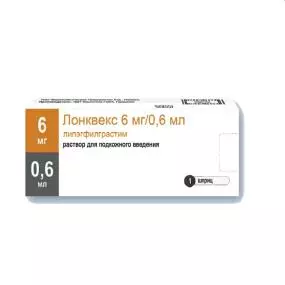 Лонквекс 6 мг/0,6 мл
липэгфилграстим
раствор для подкожного введения
6
мг
0,6
мл
1 шприц